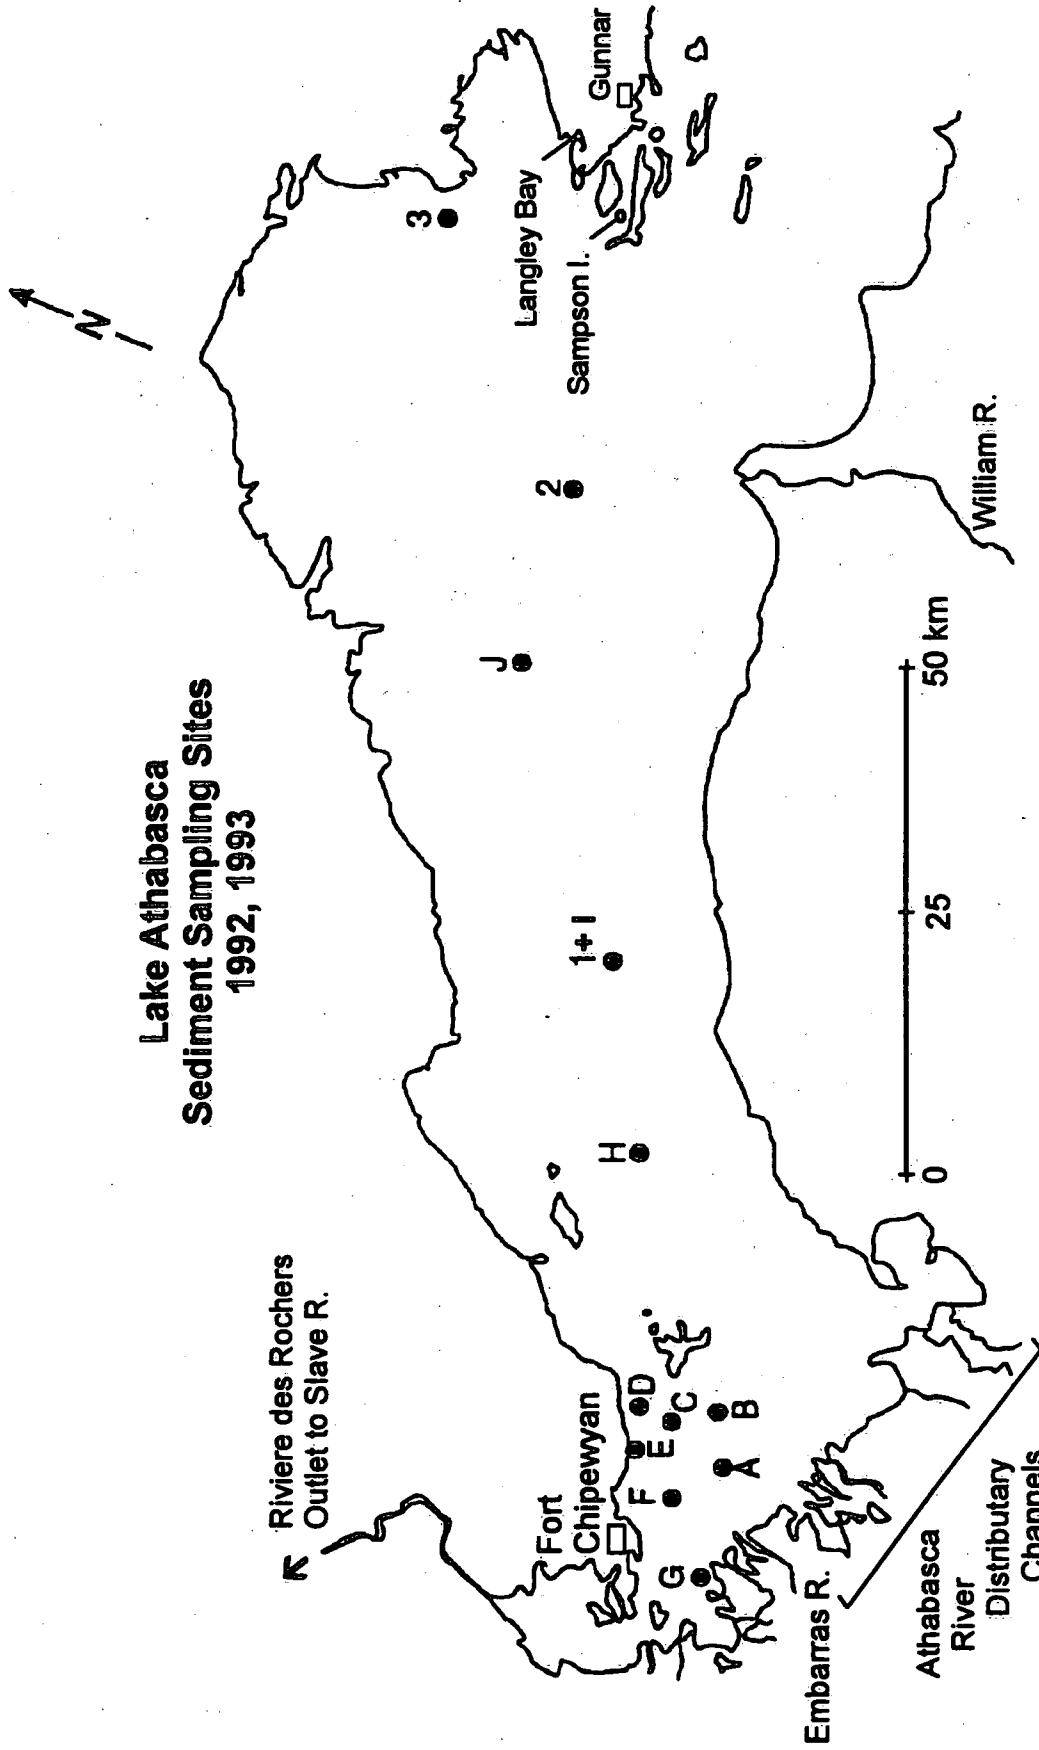 Lake Athabasca
Sediment Sampling Sites
1992, 1993
N
Riviere des Rochers
Outlet to Slave R.
Fort
Chipewyan
G
F
E
D
C
A
B
H
1+ I
J
2
3
Langley Bay
Sampson I.
Gunnar
William R.
Embarras R.
Athabasca
River
Distributary
Channels
0
25
50 km